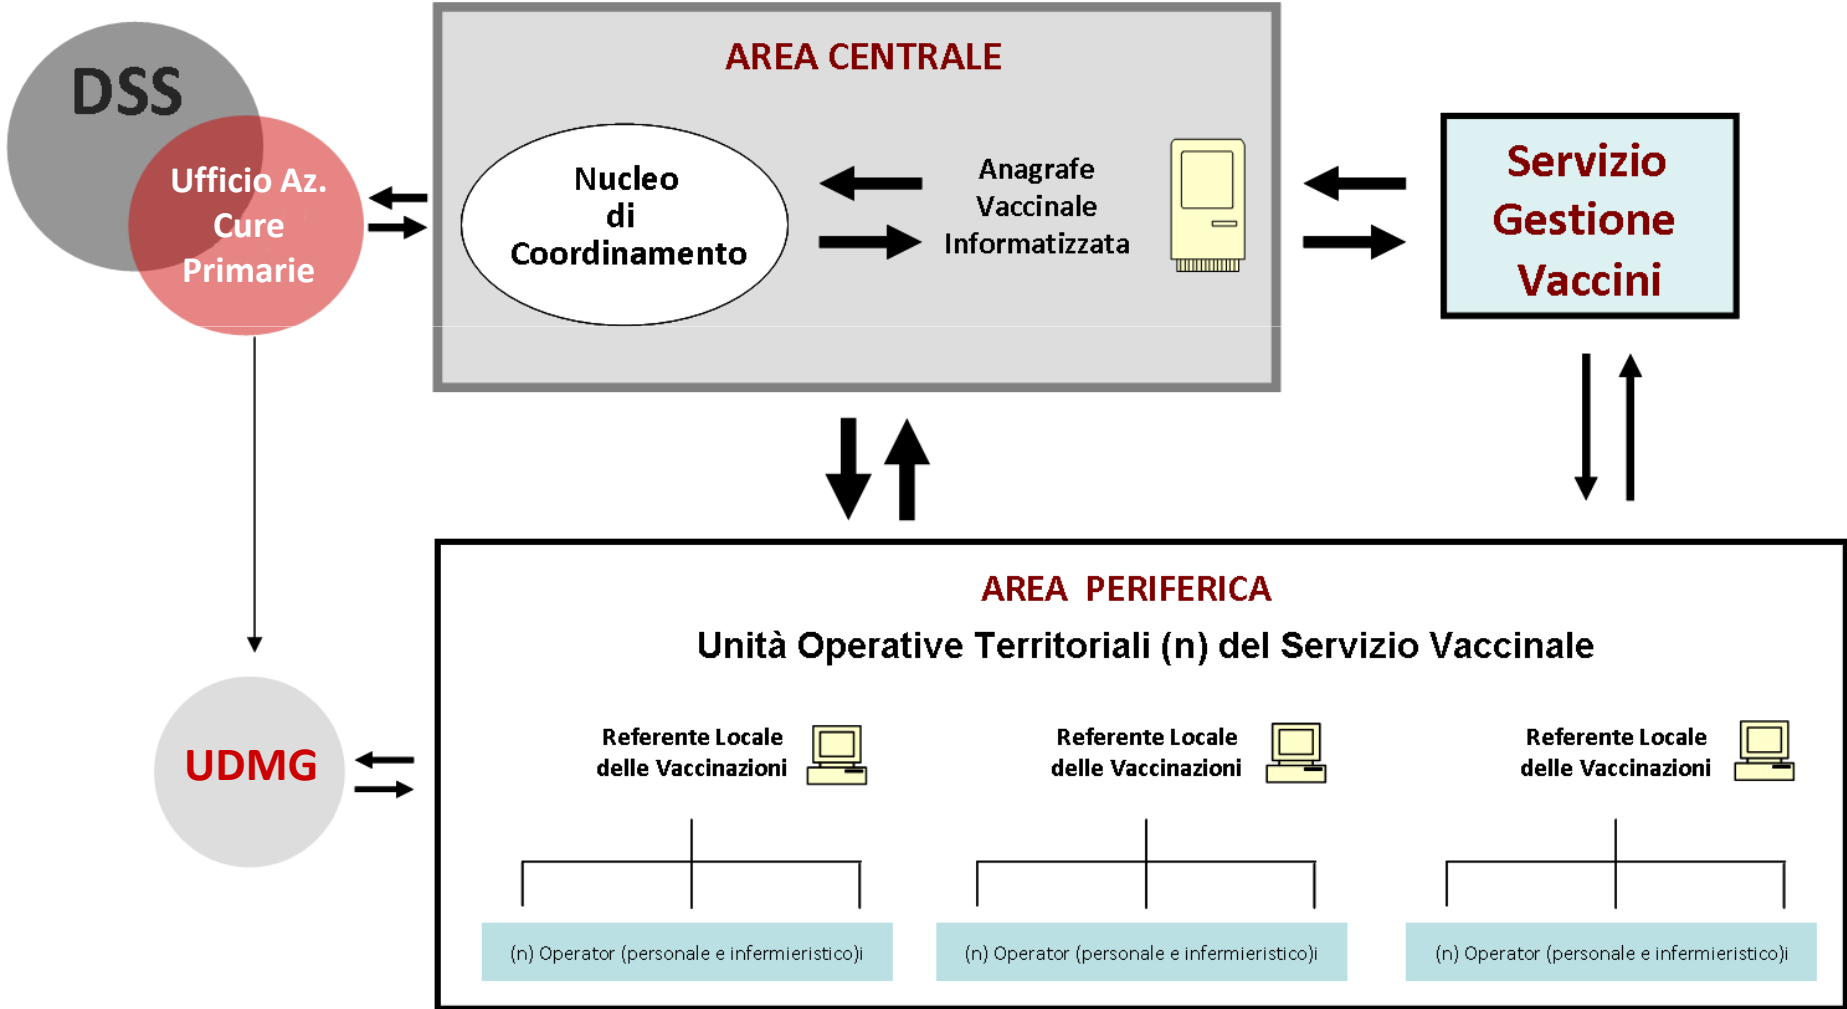 DSS
Ufficio Az.
Cure
Primarie
AREA CENTRALE
Nucleo
di
Coordinamento
Anagrafe
Vaccinale
Informatizzata
Servizio
Gestione
Vaccini
UDMG
AREA PERIFERICA
Unità Operative Territoriali (n) del Servizio Vaccinale
Referente Locale
delle Vaccinazioni
Referente Locale
delle Vaccinazioni
Referente Locale
delle Vaccinazioni
(n) Operator (personale e infermieristico)i
(n) Operator (personale e infermieristico)i
(n) Operator (personale e infermieristico)i